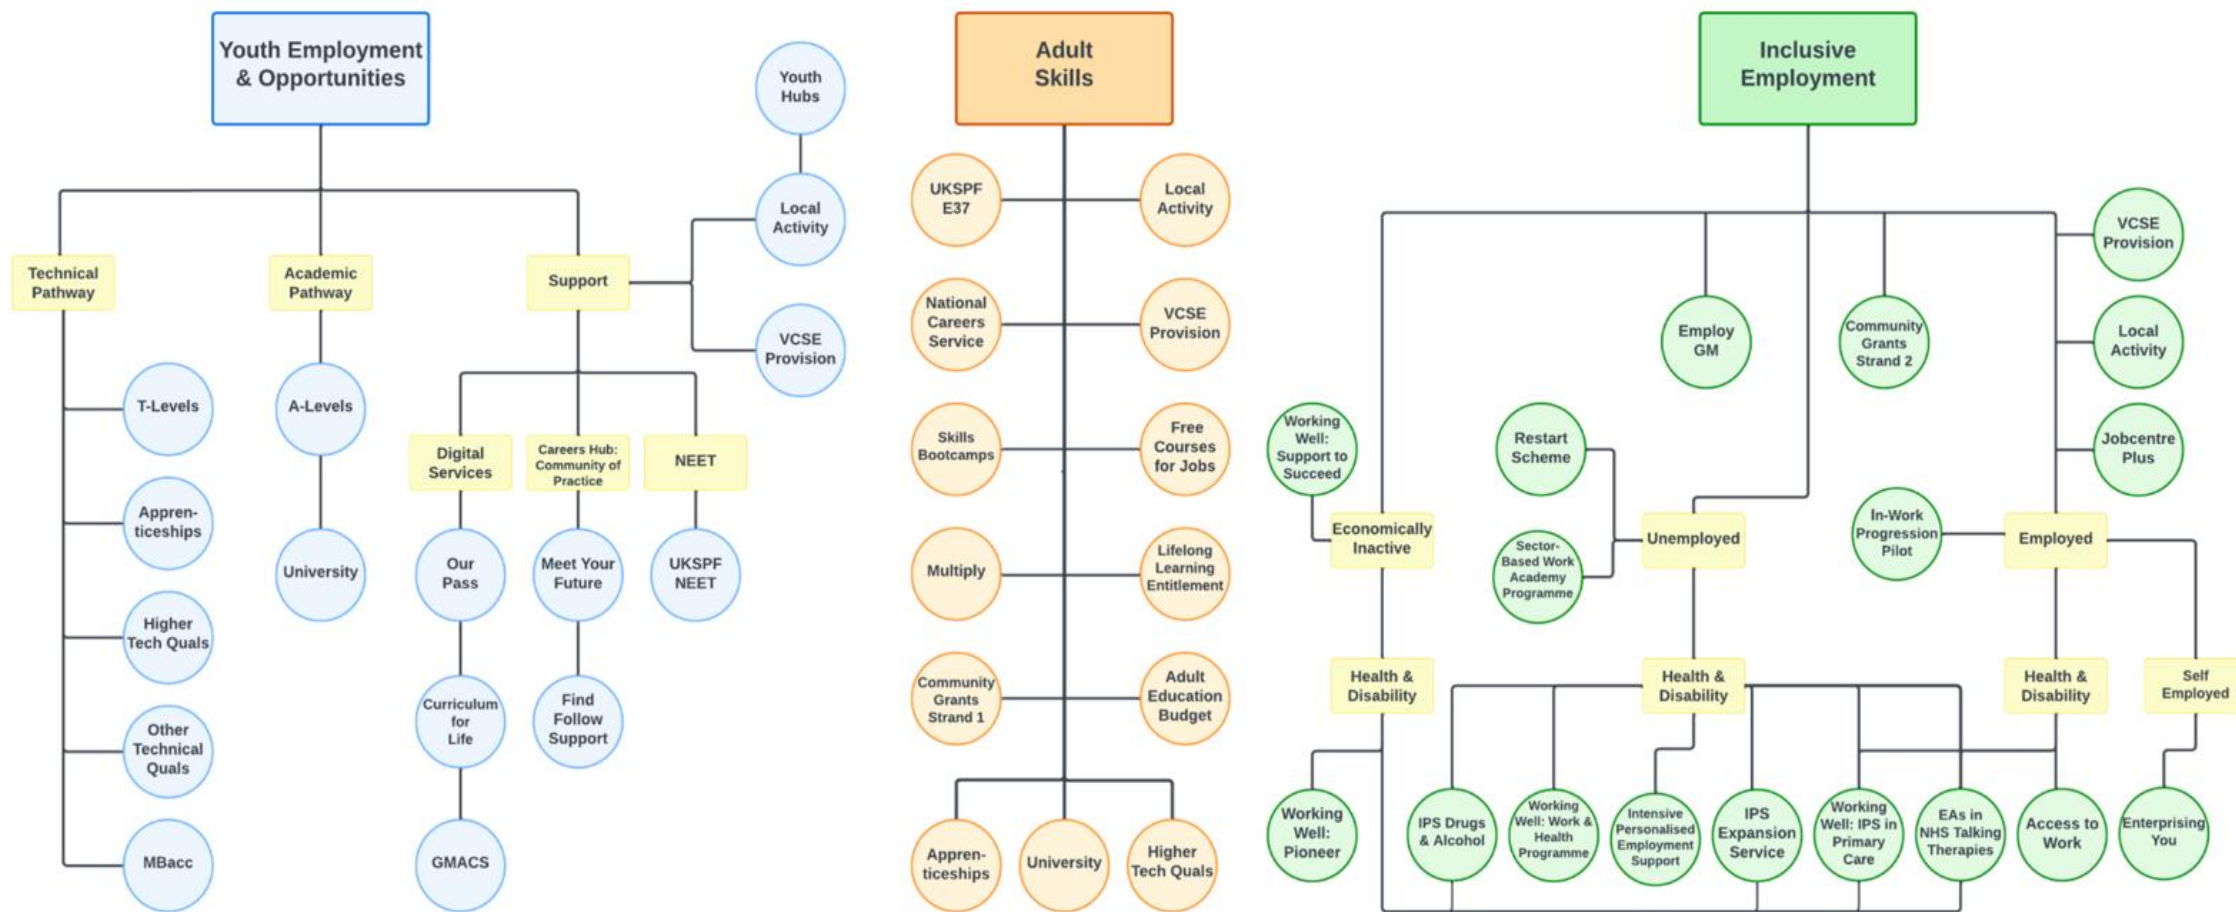 Youth Employment
& Opportunities
Technical
Pathway
T-Levels
Appren-
ticeships
Higher
Tech Quals
Other
Technical
Quals
MBacc
Academic
Pathway
A-Levels
University
Support
Youth
Hubs
Local
Activity
VCSE
Provision
Digital
Services
Our
Pass
Curriculum
for
Life
GMACS
Careers Hub:
Community of
Practice
Meet Your
Future
Find
Follow
Support
NEET
UKSPF
NEET
Adult
Skills
UKSPF
E37
Local
Activity
National
Careers
Service
VCSE
Provision
Skills
Bootcamps
Free
Courses
for Jobs
Multiply
Lifelong
Learning
Entitlement
Community
Grants
Strand 1
Adult
Education
Budget
Appren-
ticeships
University
Higher
Tech Quals
Inclusive
Employment
VCSE
Provision
Local
Activity
Jobcentre
Plus
Employ
GM
Community
Grants
Strand 2
Working
Well:
Support to
Succeed
Economically
Inactive
Restart
Scheme
Sector-
Based Work
Academy
Programme
Unemployed
In-Work
Progression
Pilot
Employed
Health &
Disability
Health &
Disability
Health &
Disability
Self
Employed
Working
Well:
Pioneer
IPS Drugs
& Alcohol
Working
Well: Work &
Health
Programme
Intensive
Personalised
Employment
Support
IPS
Expansion
Service
Working
Well: IPS in
Primary
Care
EAs in
NHS Talking
Therapies
Access to
Work
Enterprising
You